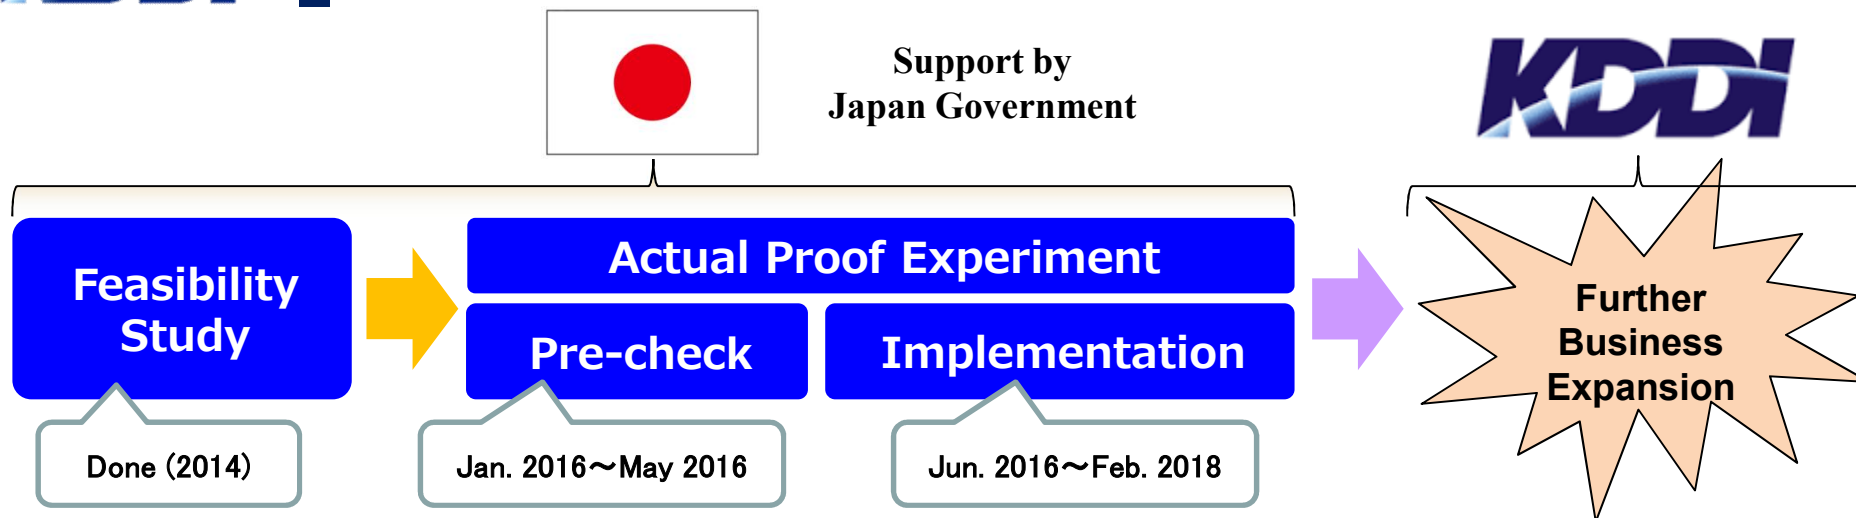 Support by
Japan Government
KDDI
Feasibility
Study
Actual Proof Experiment
Pre-check
Implementation
Further
Business
Expansion
Done (2014)
Jan. 2016～May 2016
Jun. 2016～Feb. 2018